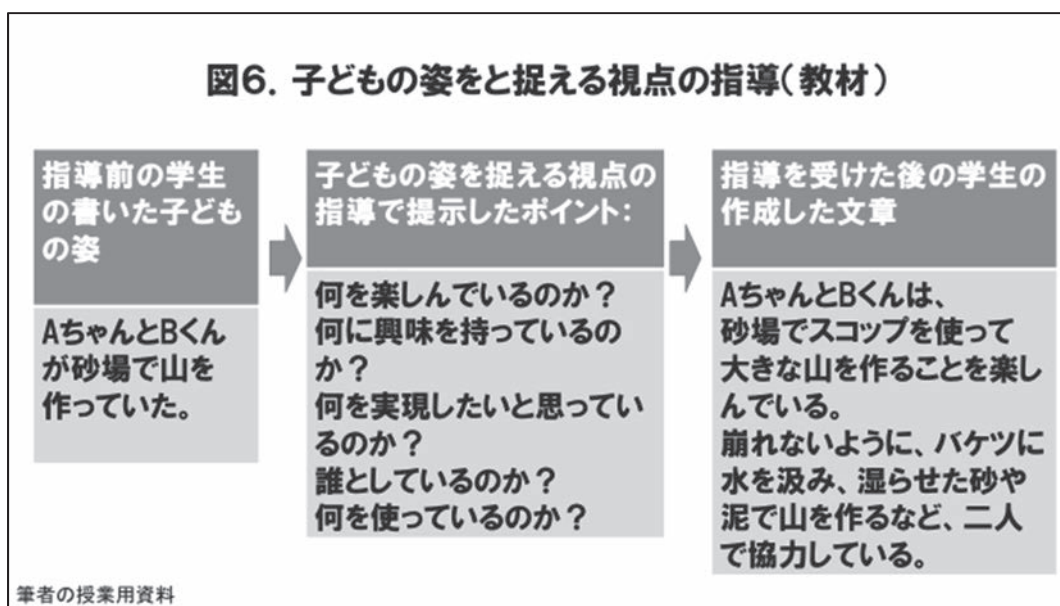 図6．子どもの姿をと捉える視点の指導（教材）
指導前の学生
の書いた子ども
の姿
AちゃんとBくん
が砂場で山を
作っていた。
子どもの姿を捉える視点の
指導で提示したポイント：
何を楽しんでいるのか？
何に興味を持っているの
か？
何を実現したいと思ってい
るのか？
誰としているのか？
何を使っているのか？
指導を受けた後の学生の
作成した文章
AちゃんとBくんは、
砂場でスコップを使って
大きな山を作ることを楽し
んでいる。
崩れないように、バケツに
水を汲み、湿らせた砂や
泥で山を作るなど、二人
で協力している。
筆者の授業用資料